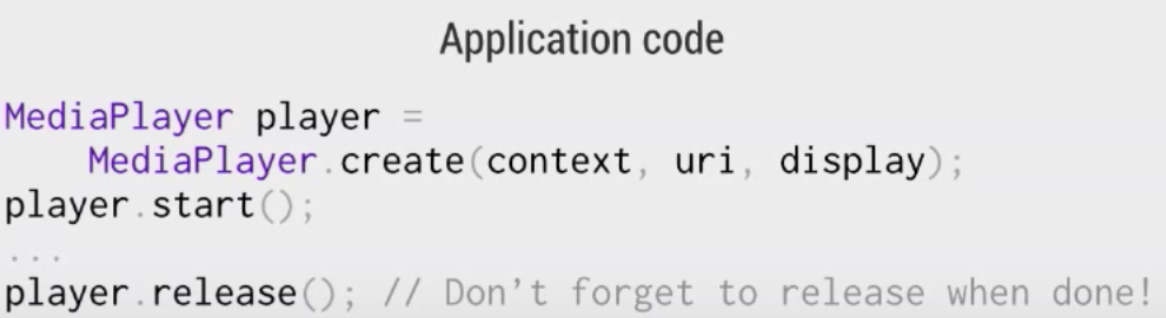 Application code
MediaPlayer player =
MediaPlayer.create(context, uri, display);
player.start();
...
player.release(); // Don't forget to release when done!